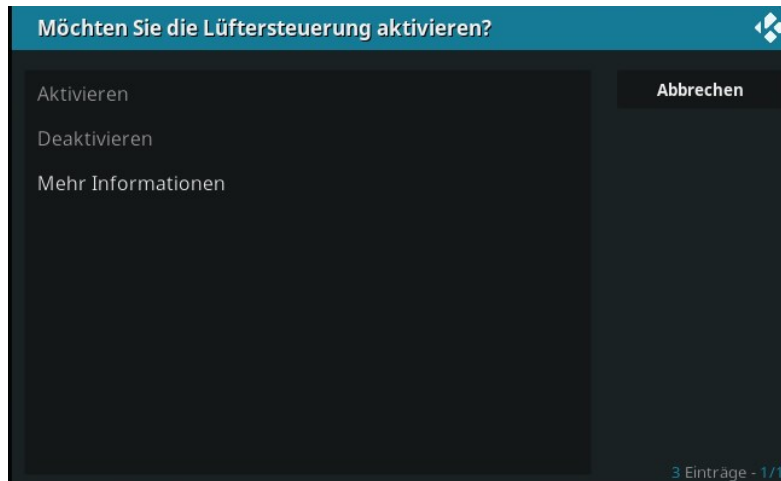 Möchten Sie die Lüftersteuerung aktivieren?
Aktivieren
Deaktivieren
Mehr Informationen
Abbrechen
3 Einträge - 1/1